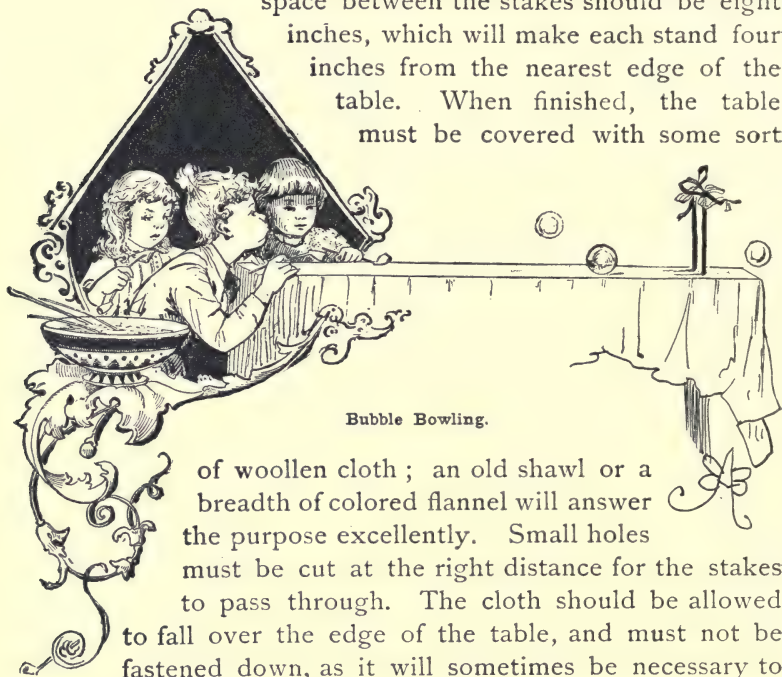 space between the stakes should be eight
inches, which will make each stand four
inches from the nearest edge of the
table. When finished, the table
must be covered with some sort
Bubble Bowling.
of woollen cloth ; an old shawl or a
breadth of colored flannel will answer
the purpose excellently. Small holes
must be cut at the right distance for the stakes
to pass through. The cloth should be allowed
to fall over the edge of the table, and must not be
fastened down, as it will sometimes be necessary to